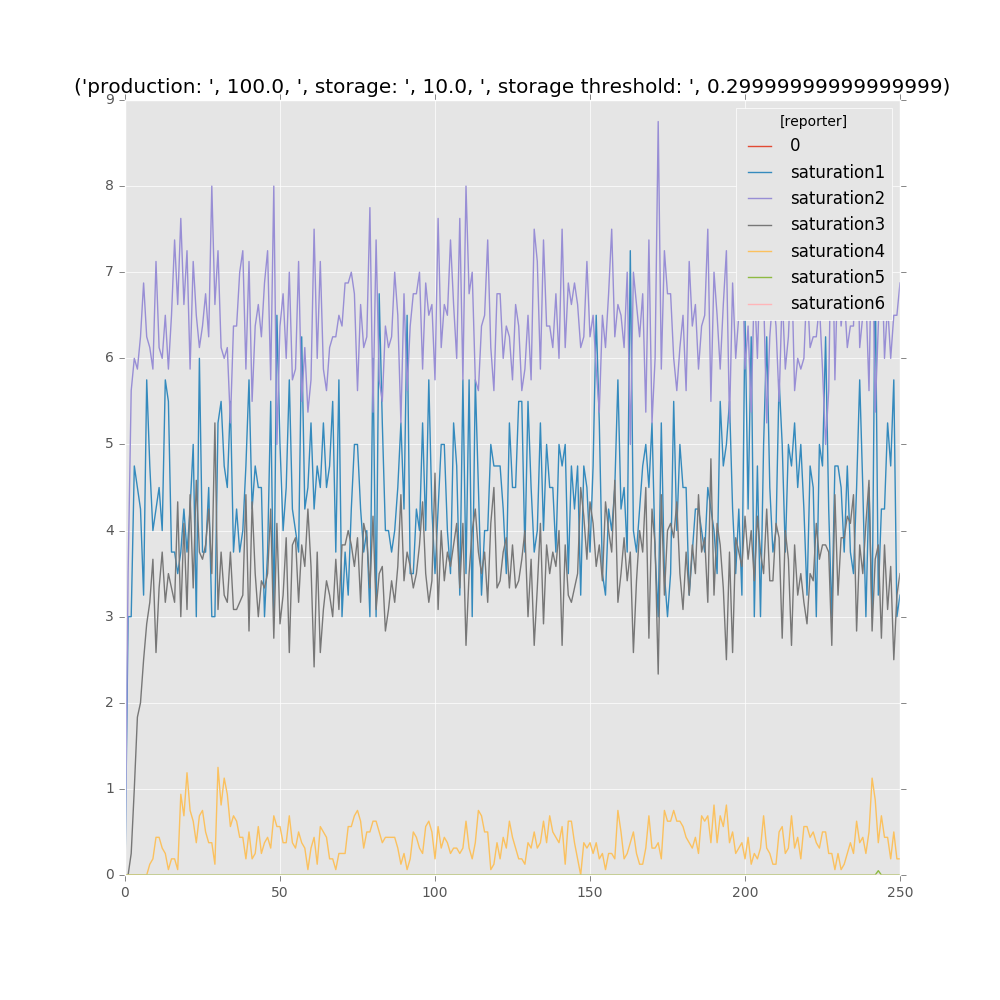 ('production: ', 100.0, ', storage: ', 10.0, ', storage threshold: ', 0.29999999999999999)
9
8
7
6
5
4
3
2
1
0
0
50
100
150
200
250
[reporter]
0
saturation1
saturation2
saturation3
saturation4
saturation5
saturation6